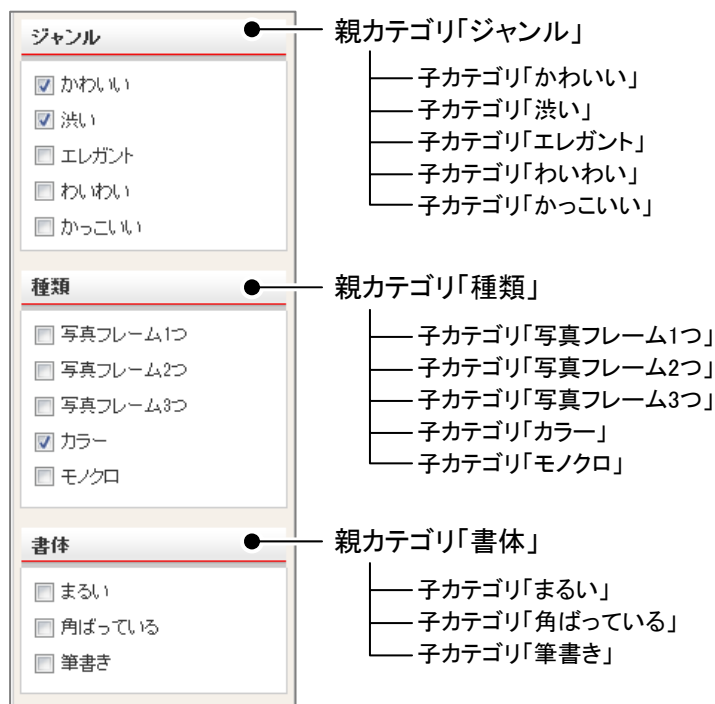 ジャンル
かわいい
渋い
エレガント
わいわい
かっこいい
種類
写真フレーム1つ
写真フレーム2つ
写真フレーム3つ
カラー
モノクロ
書体
まるい
角ばっている
筆書き
親カテゴリ「ジャンル」
子カテゴリ「かわいい」
子カテゴリ「渋い」
子カテゴリ「エレガント」
子カテゴリ「わいわい」
子カテゴリ「かっこいい」
親カテゴリ「種類」
子カテゴリ「写真フレーム1つ」
子カテゴリ「写真フレーム2つ」
子カテゴリ「写真フレーム3つ」
子カテゴリ「カラー」
子カテゴリ「モノクロ」
親カテゴリ「書体」
子カテゴリ「まるい」
子カテゴリ「角ばっている」
子カテゴリ「筆書き」